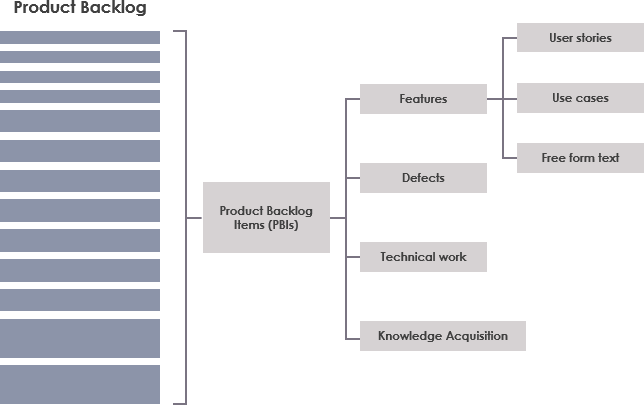 Product Backlog
User stories
Features
Use cases
Free form text
Defects
Product Backlog
Items (PBIs)
Technical work
Knowledge Acquisition